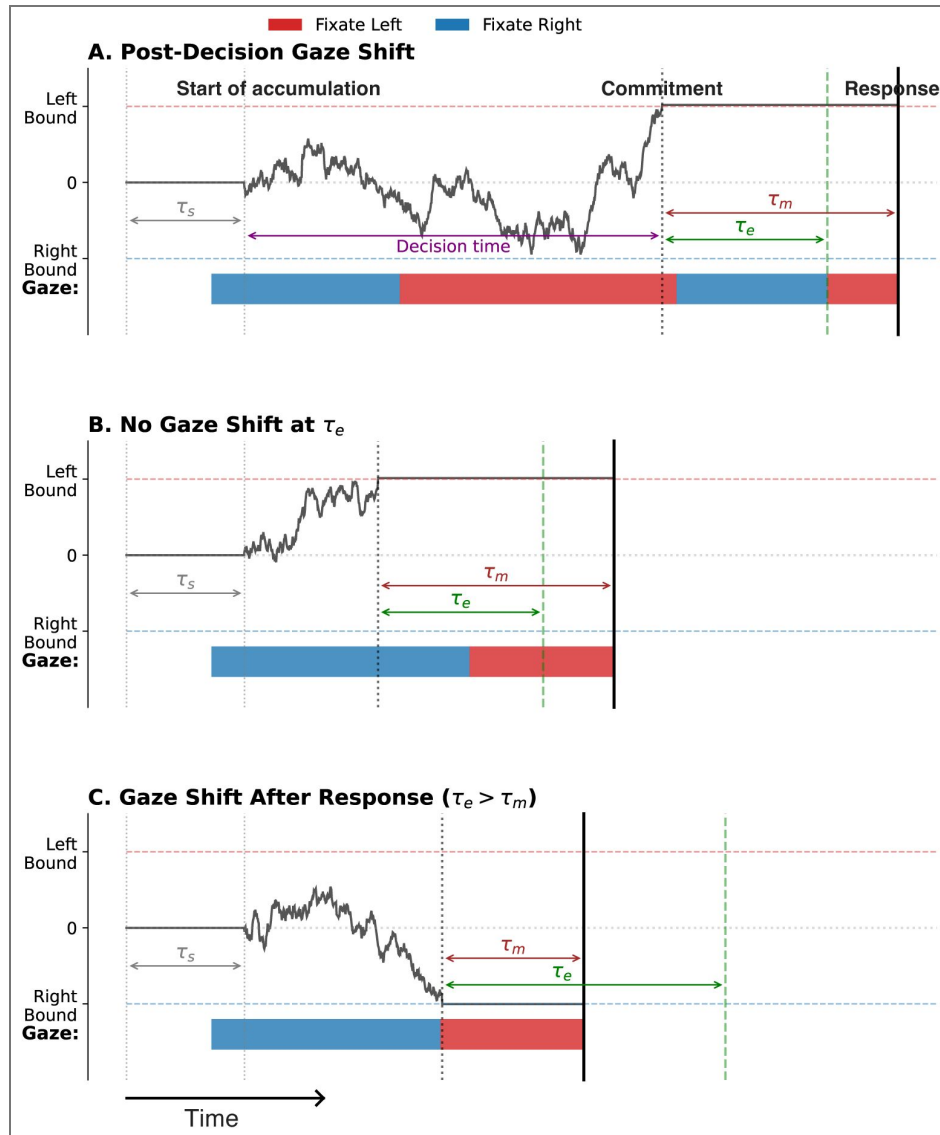 Fixate Left Fixate Right
A. Post-Decision Gaze Shift
Start of accumulation Commitment Response
Left
Bound
0
τs
τm
τe
Decision time
Right
Bound
Gaze:
B. No Gaze Shift at τe
Left
Bound
0
τs
τm
τe
Right
Bound
Gaze:
C. Gaze Shift After Response (τe > τm)
Left
Bound
0
τs
τm
τe
Right
Bound
Gaze:
Time